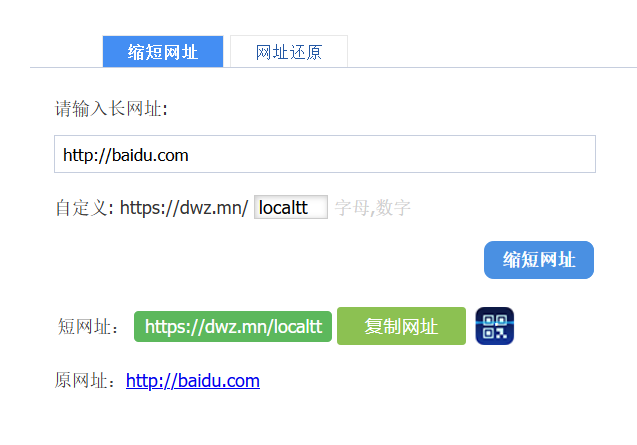 缩短网址 网址还原
请输入长网址:
http://baidu.com
自定义: https://dwz.mn/ localtt 字母,数字
缩短网址
短网址： https://dwz.mn/localtt 复制网址
原网址：http://baidu.com